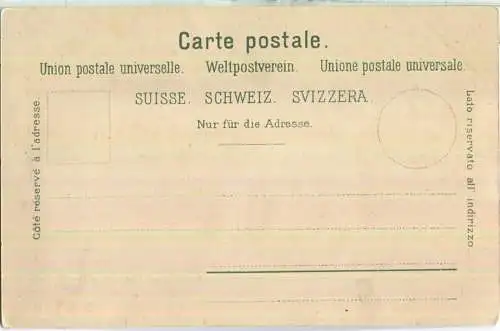 Carte postale.
Union postale universelle. Weltpostverein. Unione postale universale.
SUISSE. SCHWEIZ. SVIZZERA.
Nur für die Adresse.
Côté réservé à l'adresse.
Lato riservato all' indirizzo.